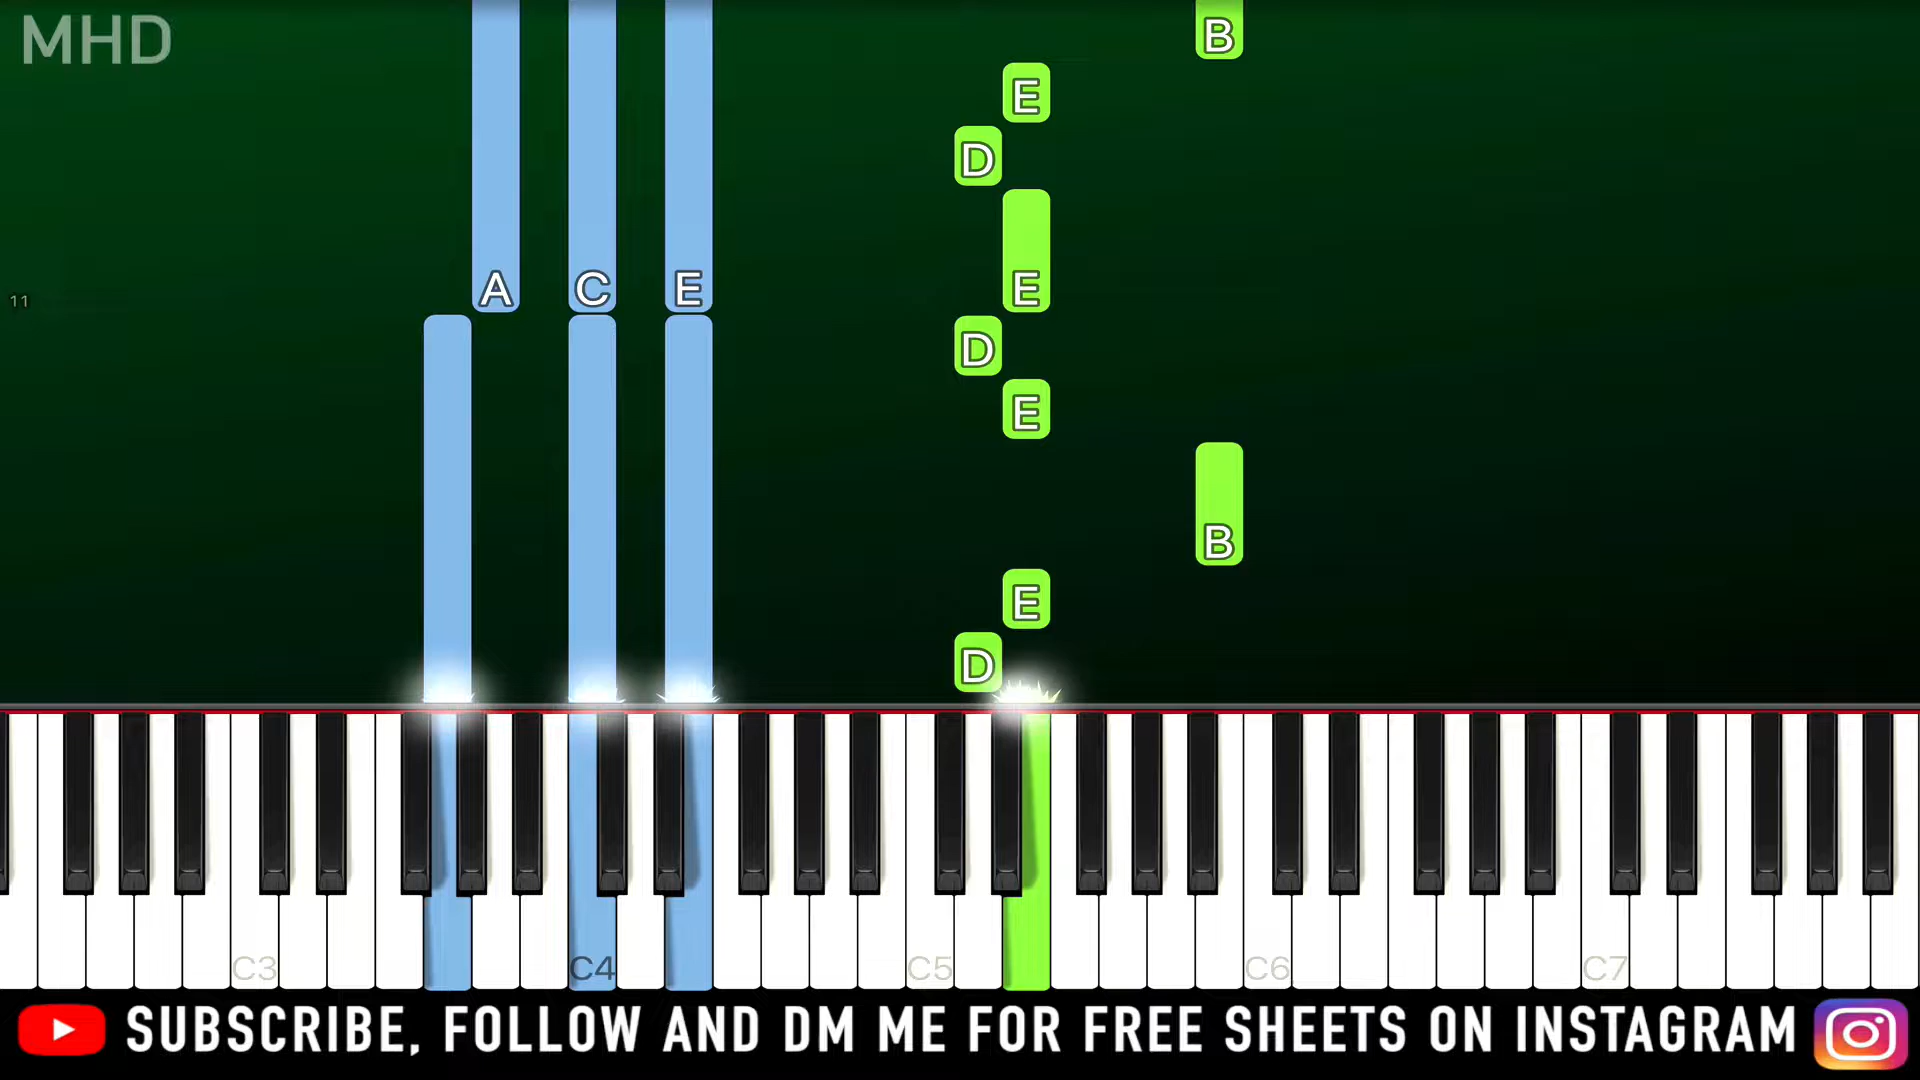 MHD
B
E
D
A C E E
11
D
E
B
E
D
C3 C4 C5 C6 C7
SUBSCRIBE, FOLLOW AND DM ME FOR FREE SHEETS ON INSTAGRAM